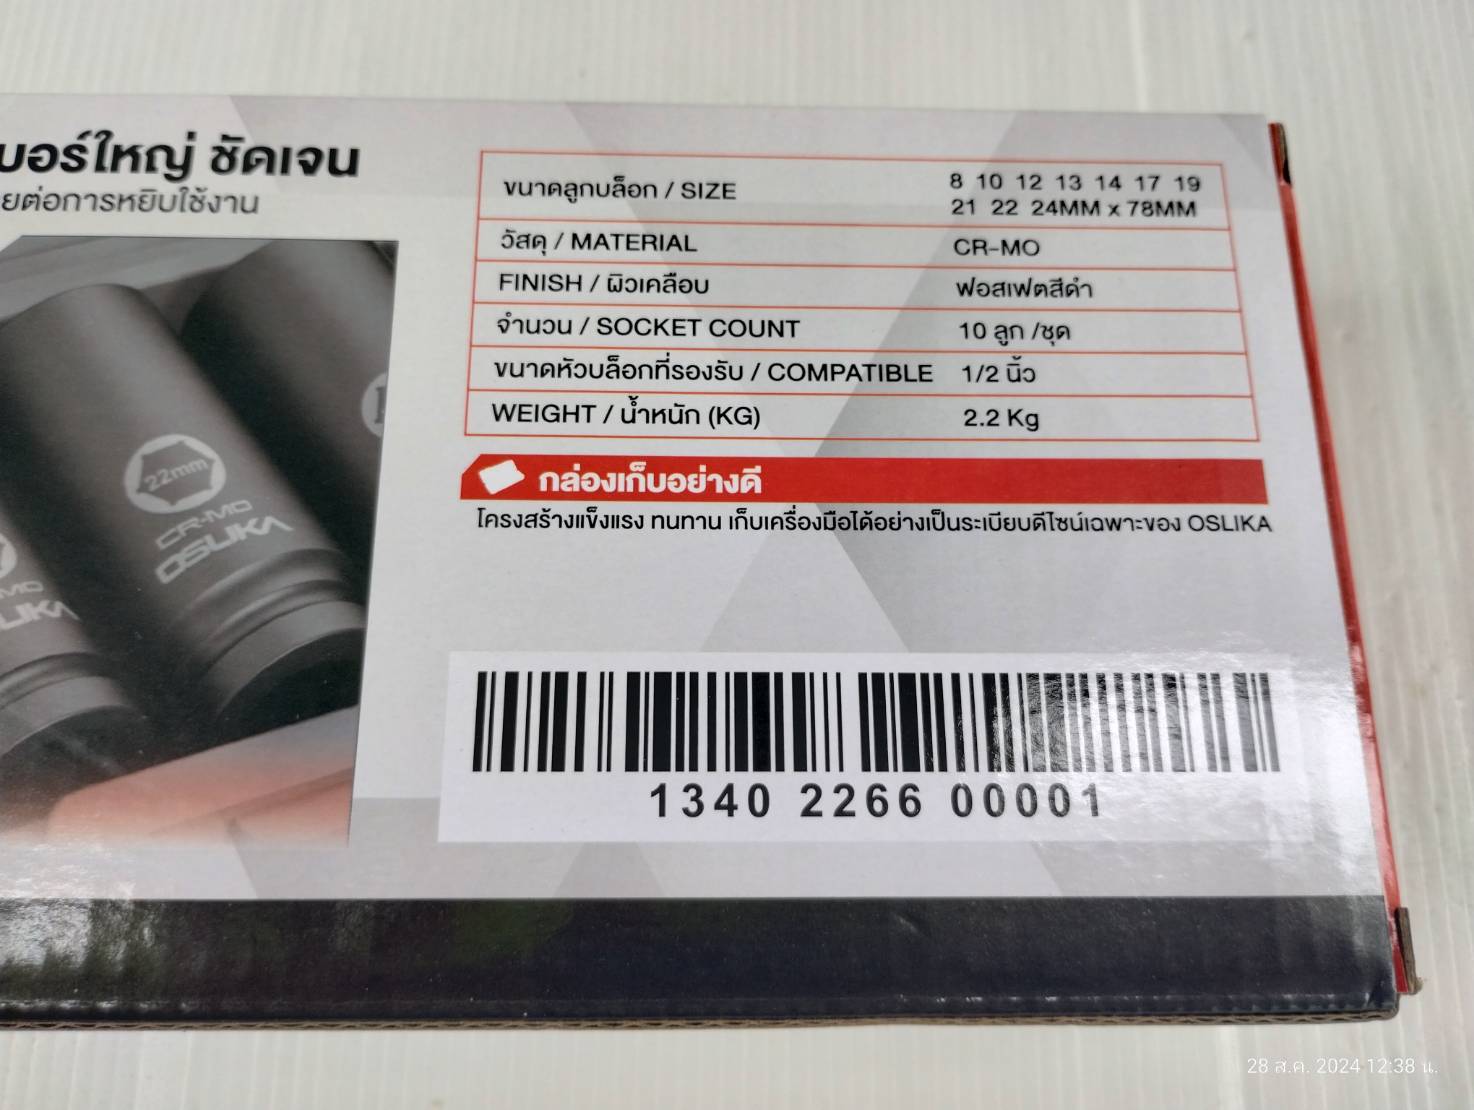 บอร์ใหญ่ ชัดเจน
ยต่อการหยิบใช้งาน
ขนาดลูกบล็อก / SIZE 8 10 12 13 14 17 19
21 22 24MM x 78MM
วัสดุ / MATERIAL CR-MO
FINISH / ผิวเคลือบ ฟอสเฟตสีดำ
จำนวน / SOCKET COUNT 10 ลูก /ชุด
ขนาดหัวบล็อกที่รองรับ / COMPATIBLE 1/2 นิ้ว
WEIGHT / น้ำหนัก (KG) 2.2 Kg
กล่องเก็บอย่างดี
โครงสร้างแข็งแรง ทนทาน เก็บเครื่องมือได้อย่างเป็นระเบียบดีไซน์เฉพาะของ OSLIKA
22mm
CR-MO
OSLIKA
MO
LIKA
1340 2266 00001
28 ส.ค. 2024 12:38 น.